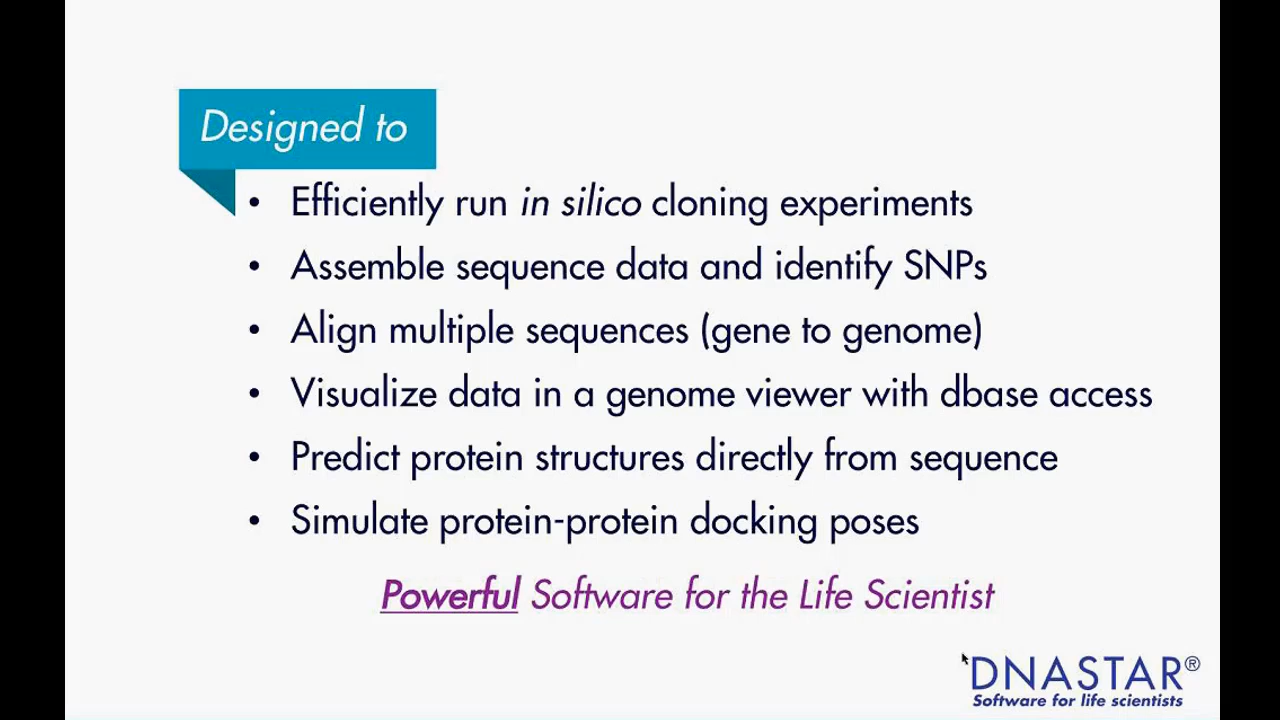 Designed to
• Efficiently run in silico cloning experiments
• Assemble sequence data and identify SNPs
• Align multiple sequences (gene to genome)
• Visualize data in a genome viewer with dbase access
• Predict protein structures directly from sequence
• Simulate protein-protein docking poses
Powerful Software for the Life Scientist
DNASTAR®
Software for life scientists